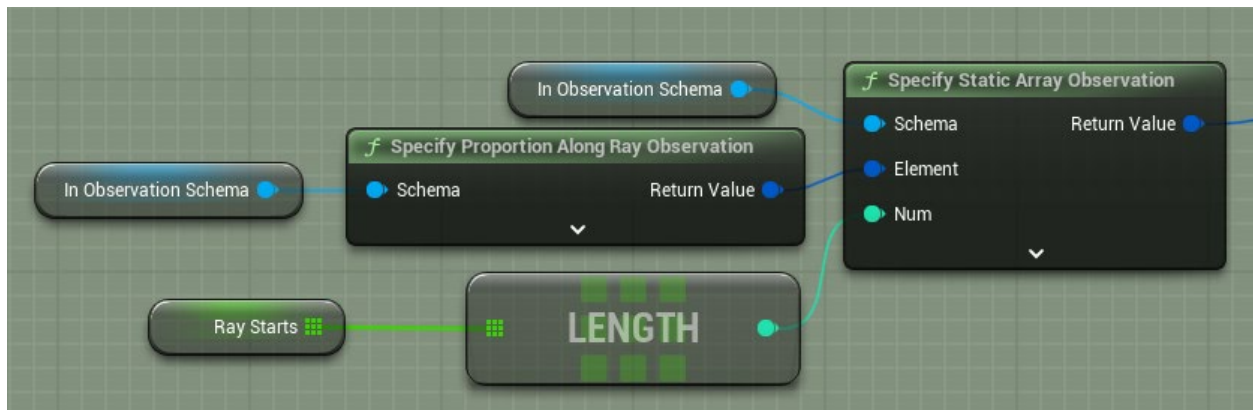 In Observation Schema
f Specify Static Array Observation
Schema
Return Value
Element
Num
f Specify Proportion Along Ray Observation
In Observation Schema
Schema
Return Value
Ray Starts
LENGTH